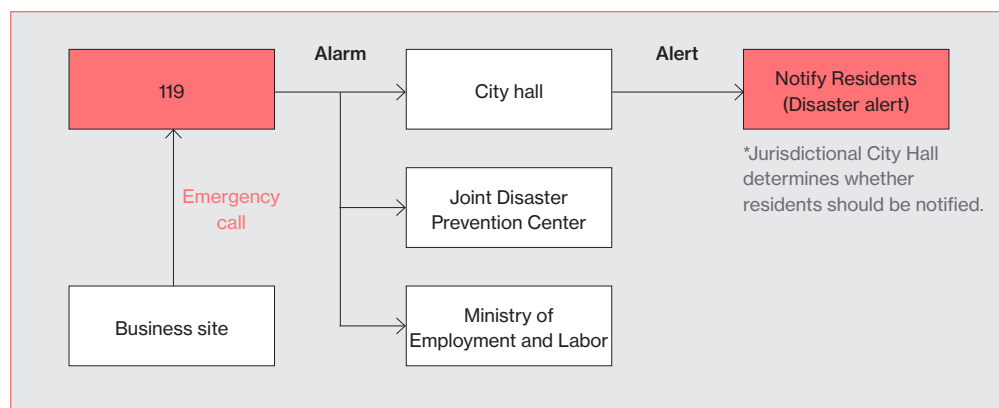 Alarm
Alert
119
City hall
Notify Residents
(Disaster alert)
*Jurisdictional City Hall
determines whether
residents should be notified.
Emergency
call
Joint Disaster
Prevention Center
Business site
Ministry of
Employment and Labor